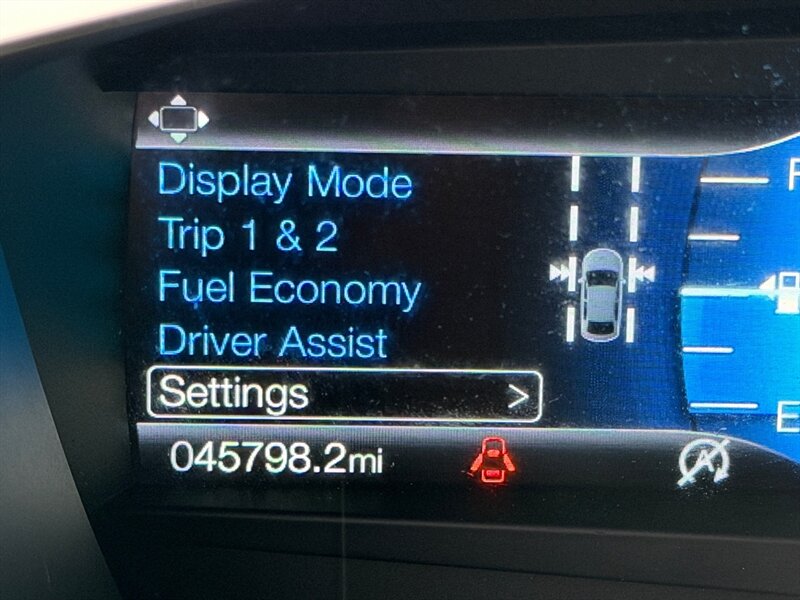 Display Mode
Trip 1 & 2
Fuel Economy
Driver Assist
Settings >
045798.2mi
F
E
A